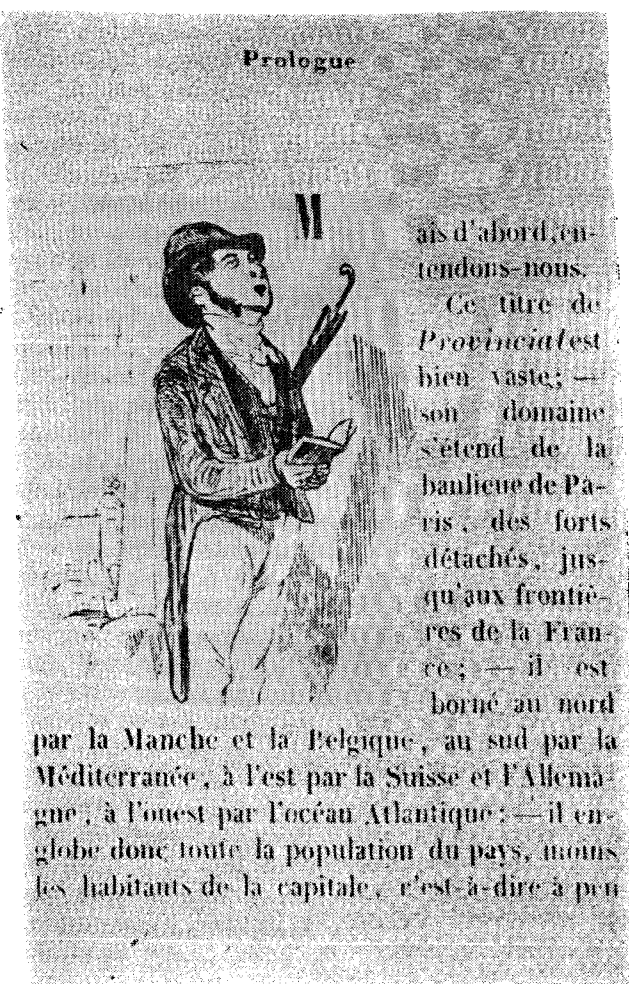 Prologue
M
ais d'abord, en-
tendons-nous.
Ce titre de
Provincial est
bien vaste; —
son domaine
s'étend de la
banlieue de Pa-
ris, des forts
détachés, jus-
qu'aux frontiè-
res de la Fran-
ce; — il est
borné au nord
par la Manche et la Belgique, au sud par la
Méditerranée, à l'est par la Suisse et l'Allema-
gne, à l'ouest par l'océan Atlantique; — il en-
globe donc toute la population du pays, moins
les habitants de la capitale, c'est-à-dire à peu